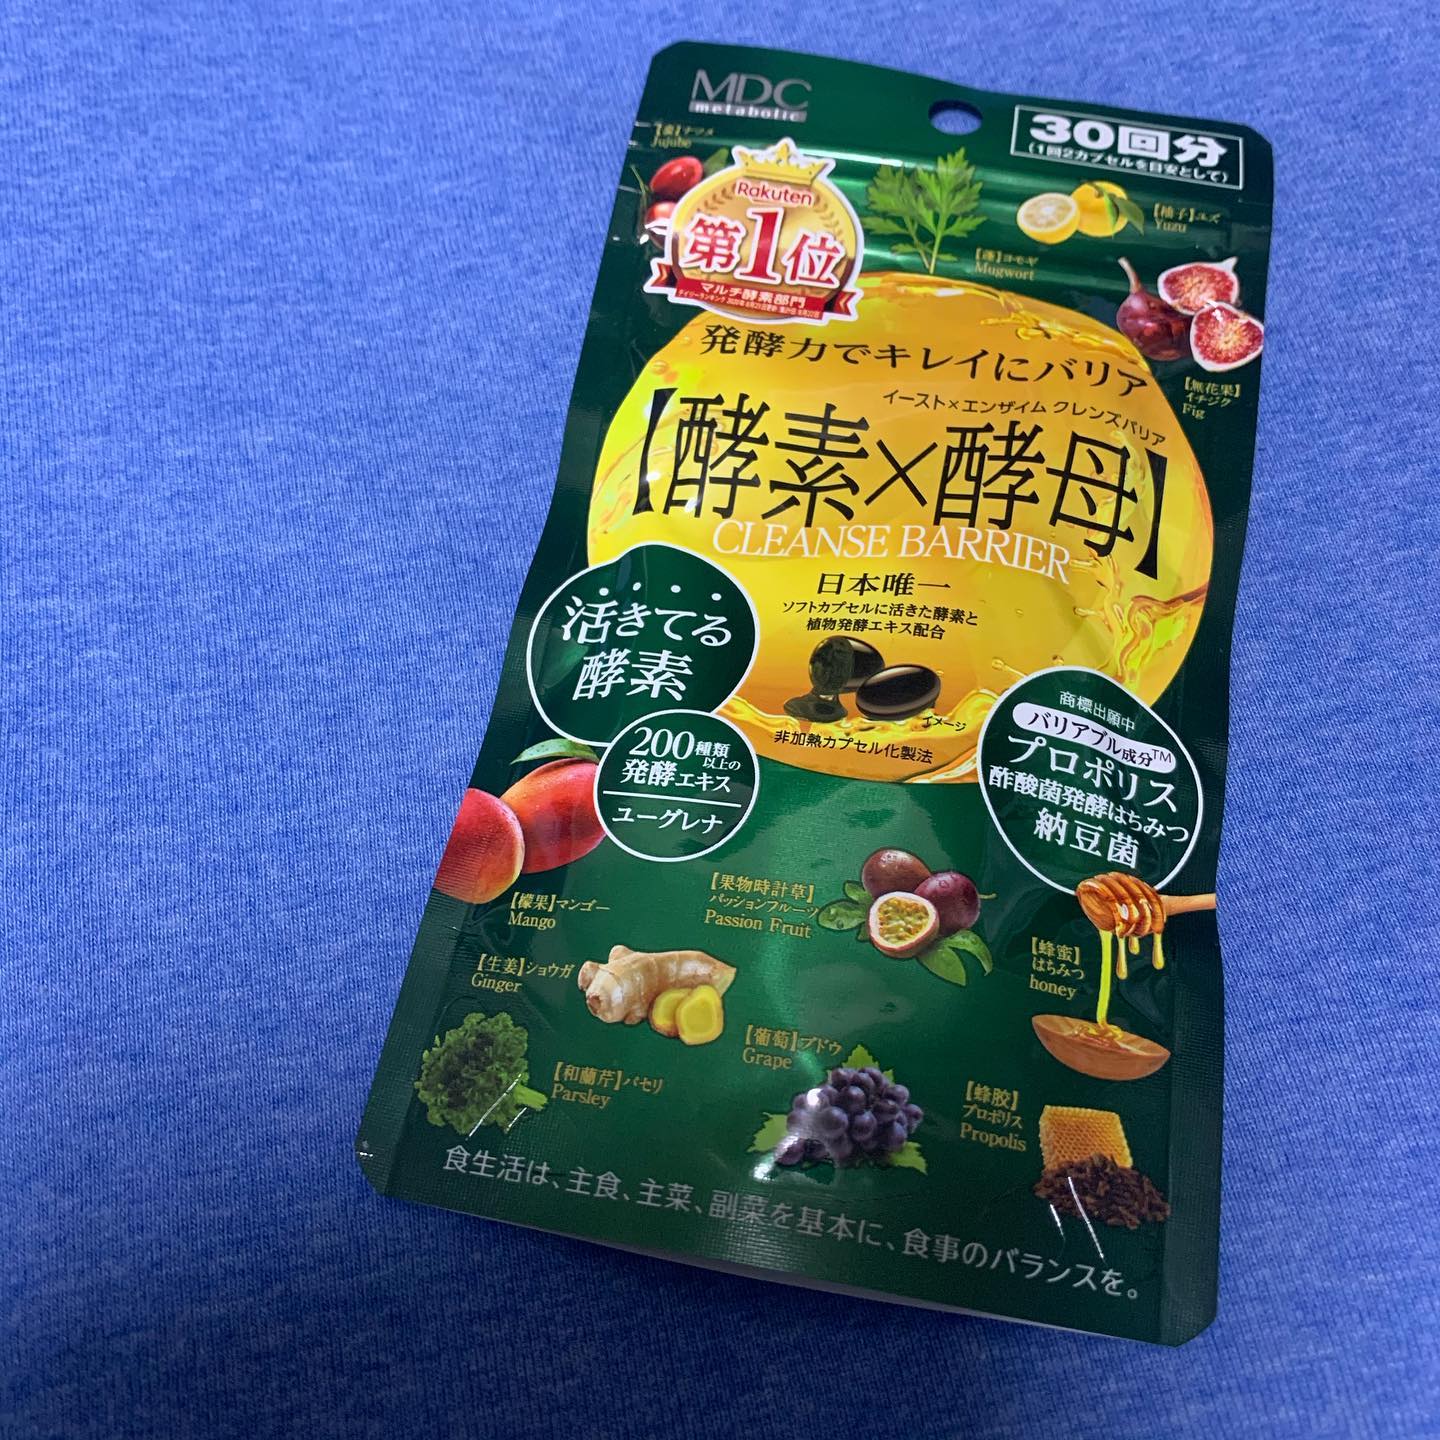 MDC
metabolic
30回分
(1回2カプセルを目安として)
【棗】ナツメ
Jujube
Rakuten
第1位
マルチ酵素部門
【蓬】ヨモギ
Mugwort
【柚子】ユズ
Yuzu
【無花果】
イチジク
Fig
発酵力でキレイにバリア
イースト×エンザイム クレンズバリア
【酵素×酵母】
CLEANSE BARRIER
日本唯一
ソフトカプセルに活きた酵素と
植物発酵エキス配合
イメージ
非加熱カプセル化製法
活きてる
酵素
200種類
以上の
発酵エキス
ユーグレナ
商標出願中
バリアブル成分™
プロポリス
酢酸菌発酵はちみつ
納豆菌
【檬果】マンゴー
Mango
【果物時計草】
パッションフルーツ
Passion Fruit
【蜂蜜】
はちみつ
honey
【生姜】ショウガ
Ginger
【葡萄】ブドウ
Grape
【和蘭芹】パセリ
Parsley
【蜂胶】
プロポリス
Propolis
食生活は、主食、主菜、副菜を基本に、食事のバランスを。